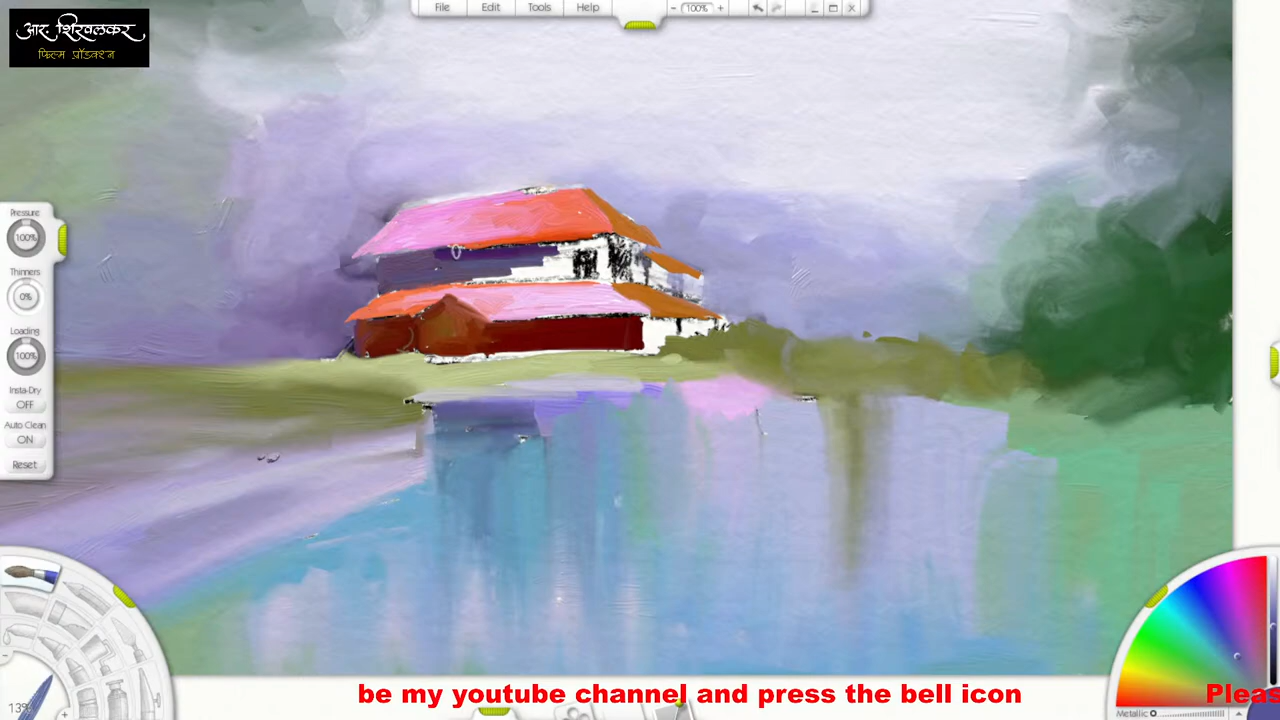 आर. शिरवलकर
फिल्म प्रॉडक्शन
File Edit Tools Help - 100% +
Pressure
100%
Thinners
0%
Loading
100%
Insta-Dry
OFF
Auto Clean
ON
Reset
13%
Metallic
be my youtube channel and press the bell icon Pleas